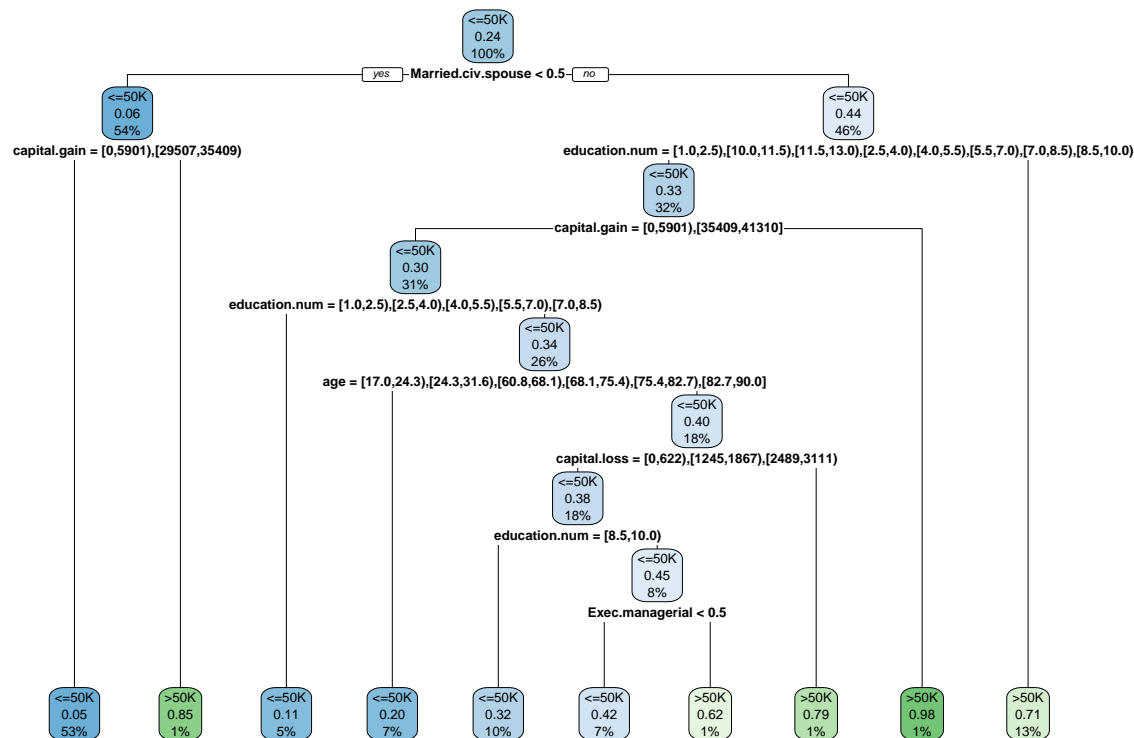 <=50K
0.24
100%
yes Married.civ.spouse < 0.5 no
<=50K
0.06
54%
<=50K
0.44
46%
capital.gain = [0,5901),[29507,35409)
education.num = [1.0,2.5),[10.0,11.5),[11.5,13.0),[2.5,4.0),[4.0,5.5),[5.5,7.0),[7.0,8.5),[8.5,10.0)
<=50K
0.33
32%
capital.gain = [0,5901),[35409,41310]
<=50K
0.30
31%
education.num = [1.0,2.5),[2.5,4.0),[4.0,5.5),[5.5,7.0),[7.0,8.5)
<=50K
0.34
26%
age = [17.0,24.3),[24.3,31.6),[60.8,68.1),[68.1,75.4),[75.4,82.7),[82.7,90.0]
<=50K
0.40
18%
capital.loss = [0,622),[1245,1867),[2489,3111)
<=50K
0.38
18%
education.num = [8.5,10.0)
<=50K
0.45
8%
Exec.managerial < 0.5
<=50K
0.05
53%
>50K
0.85
1%
<=50K
0.11
5%
<=50K
0.20
7%
<=50K
0.32
10%
<=50K
0.42
7%
>50K
0.62
1%
>50K
0.79
1%
>50K
0.98
1%
>50K
0.71
13%